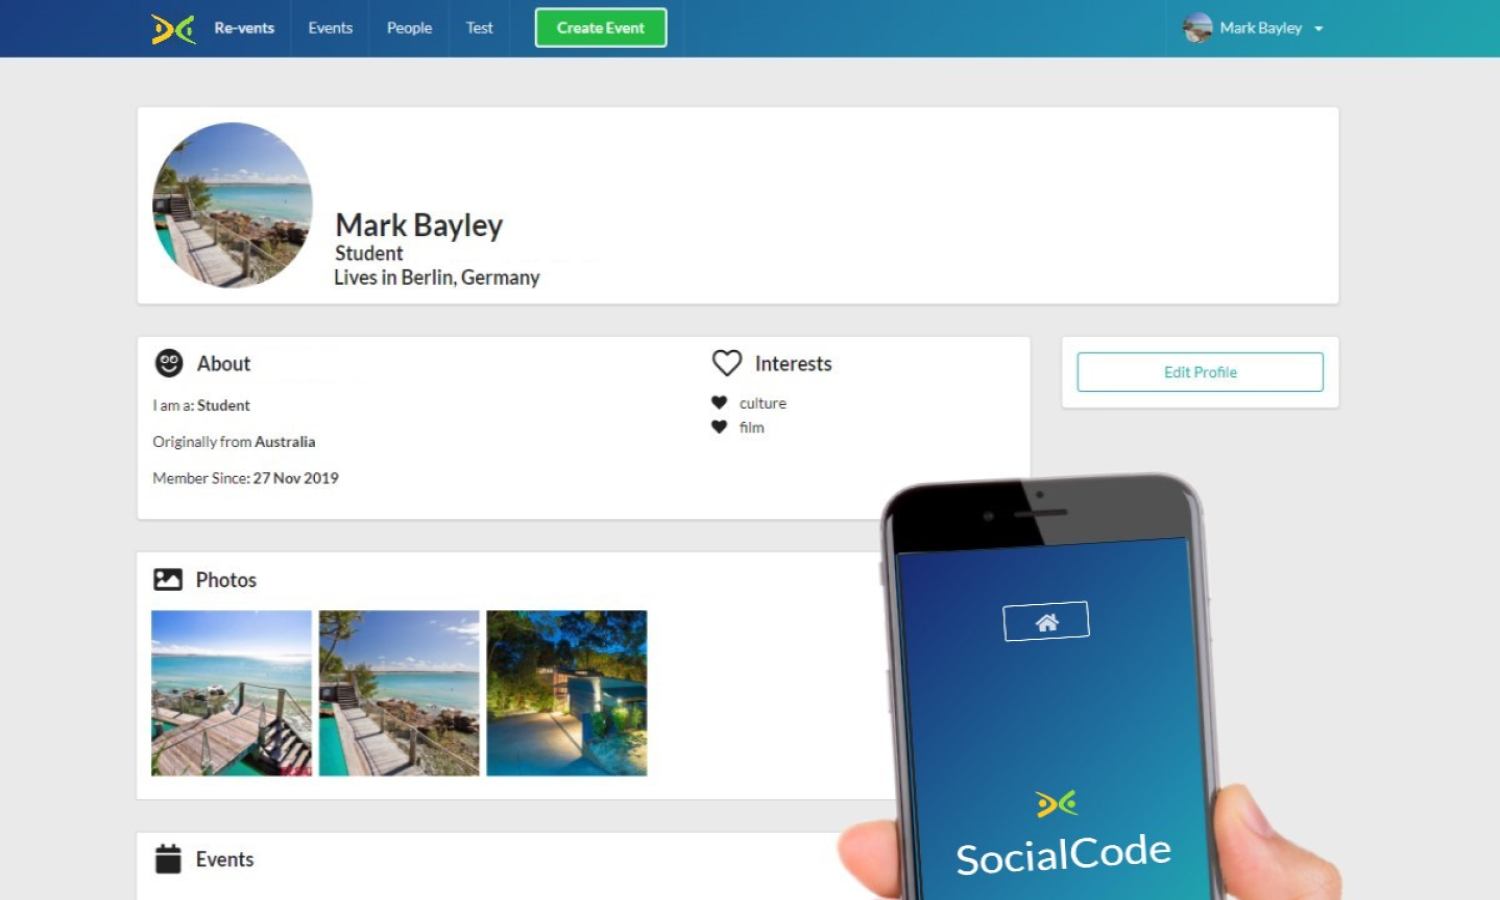 Re-vents Events People Test Create Event Mark Bayley
Mark Bayley
Student
Lives in Berlin, Germany
About
I am a: Student
Originally from Australia
Member Since: 27 Nov 2019
Interests
culture
film
Edit Profile
Photos
Events
SocialCode